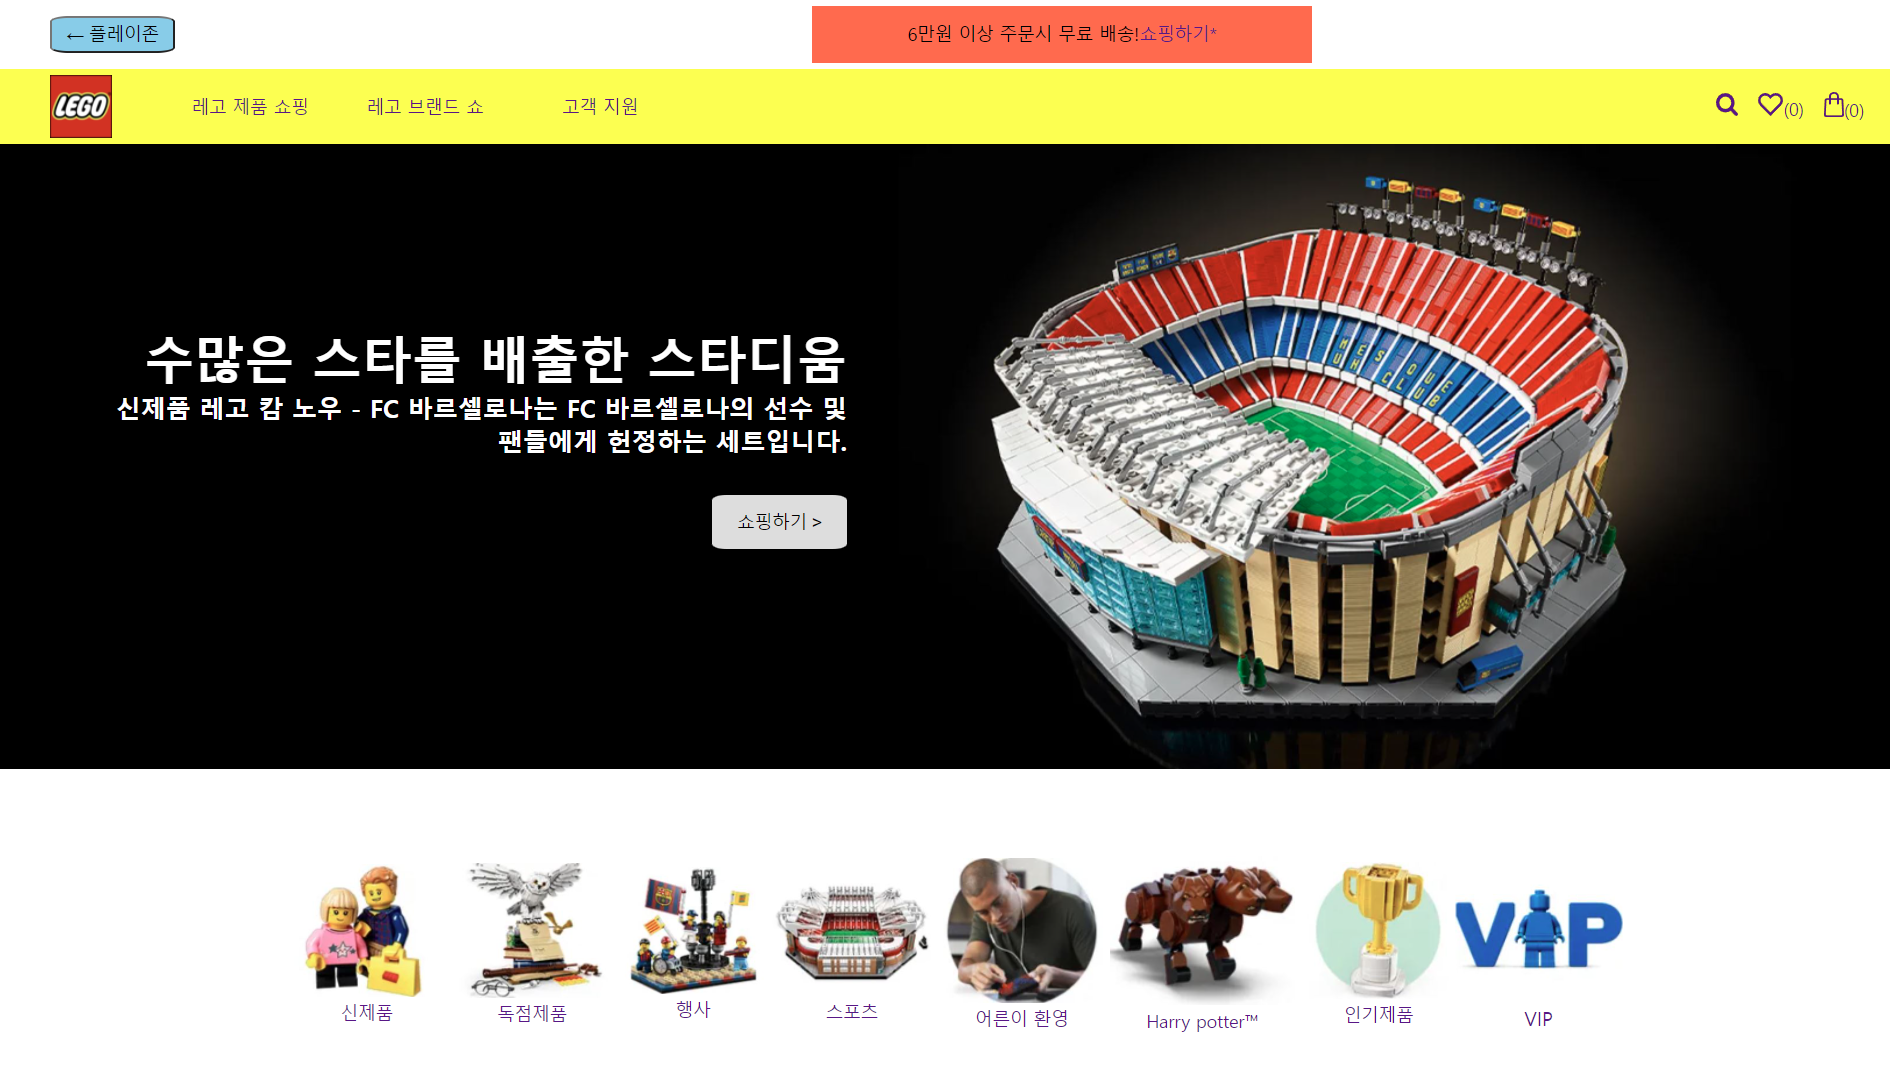 ← 플레이존
6만원 이상 주문시 무료 배송!쇼핑하기*
LEGO
레고 제품 쇼핑
레고 브랜드 쇼
고객 지원
(0)
(0)
수많은 스타를 배출한 스타디움
신제품 레고 캄 노우 - FC 바르셀로나는 FC 바르셀로나의 선수 및
팬들에게 헌정하는 세트입니다.
쇼핑하기 >
MES QUE
UN CLUB
신제품
독점제품
행사
스포츠
어른이 환영
Harry potter™
인기제품
VIP
VIP